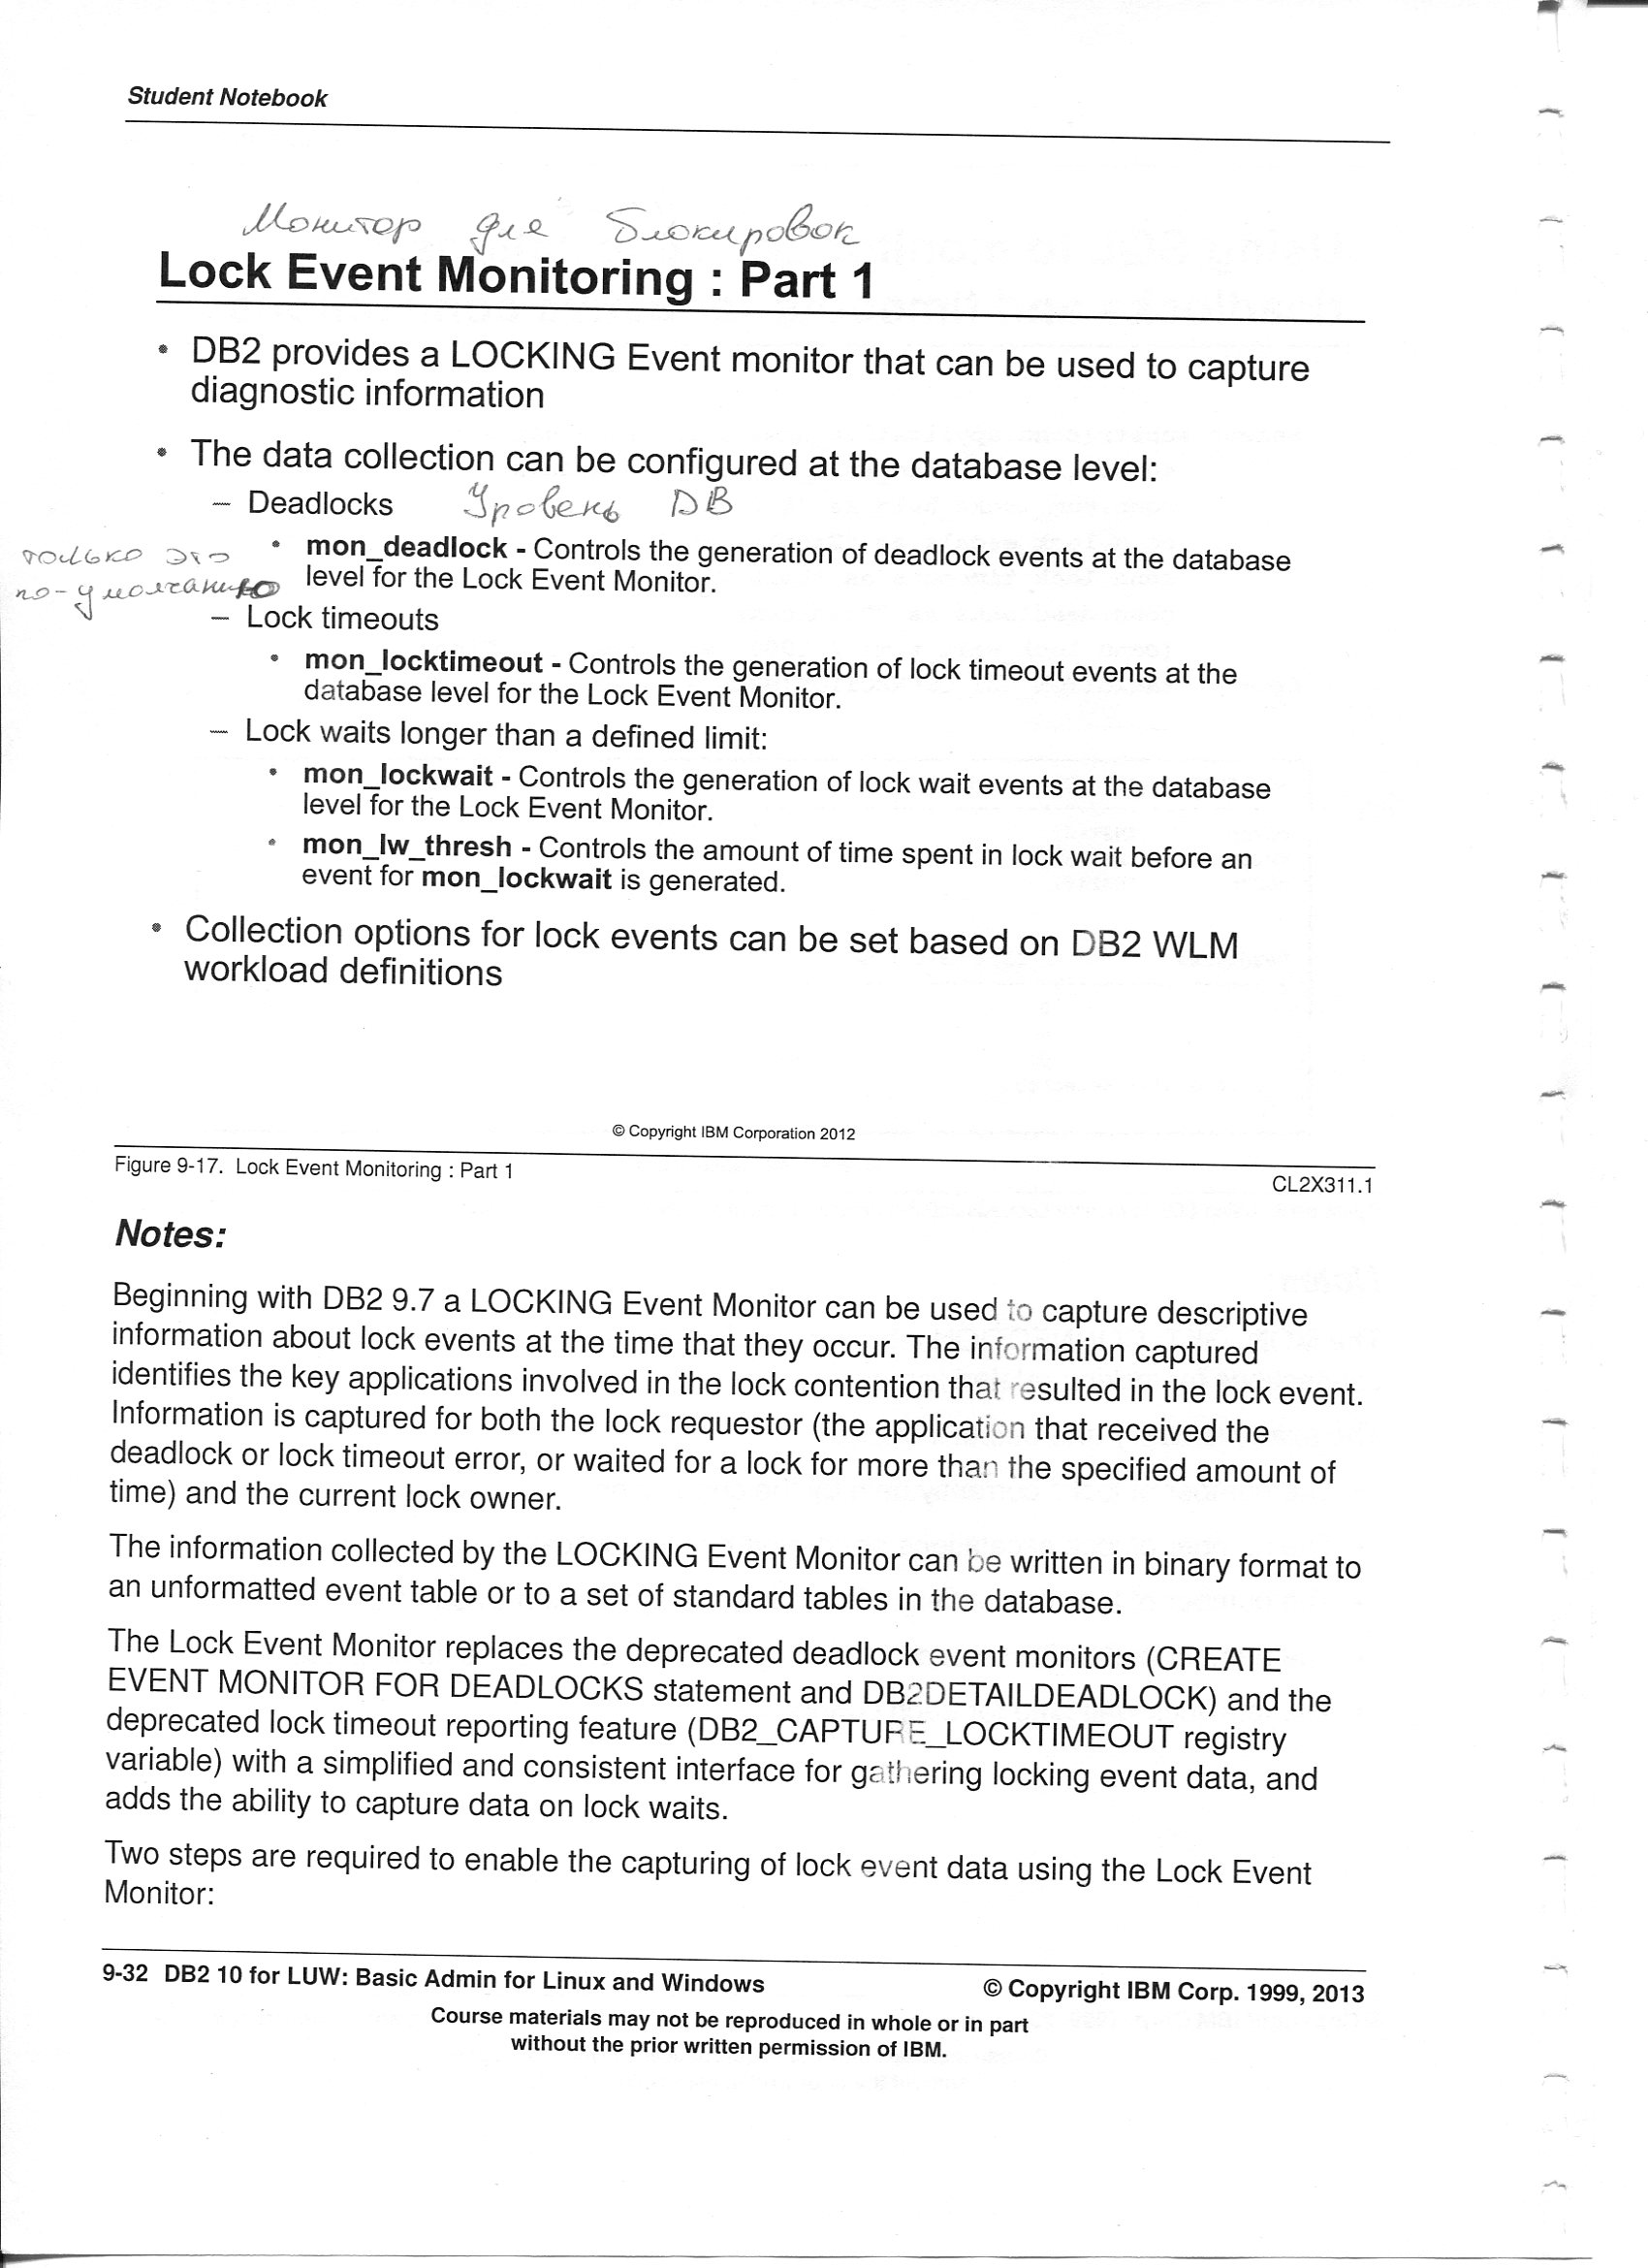 Student Notebook
Монитор для блокировок
Lock Event Monitoring : Part 1
• DB2 provides a LOCKING Event monitor that can be used to capture
diagnostic information
• The data collection can be configured at the database level:
– Deadlocks Уровень DB
только это
• mon_deadlock - Controls the generation of deadlock events at the database
по-умолчанию
level for the Lock Event Monitor.
– Lock timeouts
• mon_locktimeout - Controls the generation of lock timeout events at the
database level for the Lock Event Monitor.
– Lock waits longer than a defined limit:
• mon_lockwait - Controls the generation of lock wait events at the database
level for the Lock Event Monitor.
• mon_lw_thresh - Controls the amount of time spent in lock wait before an
event for mon_lockwait is generated.
• Collection options for lock events can be set based on DB2 WLM
workload definitions
© Copyright IBM Corporation 2012
Figure 9-17. Lock Event Monitoring : Part 1
CL2X311.1
Notes:
Beginning with DB2 9.7 a LOCKING Event Monitor can be used to capture descriptive
information about lock events at the time that they occur. The information captured
identifies the key applications involved in the lock contention that resulted in the lock event.
Information is captured for both the lock requestor (the application that received the
deadlock or lock timeout error, or waited for a lock for more than the specified amount of
time) and the current lock owner.
The information collected by the LOCKING Event Monitor can be written in binary format to
an unformatted event table or to a set of standard tables in the database.
The Lock Event Monitor replaces the deprecated deadlock event monitors (CREATE
EVENT MONITOR FOR DEADLOCKS statement and DB2DETAILDEADLOCK) and the
deprecated lock timeout reporting feature (DB2_CAPTURE_LOCKTIMEOUT registry
variable) with a simplified and consistent interface for gathering locking event data, and
adds the ability to capture data on lock waits.
Two steps are required to enable the capturing of lock event data using the Lock Event
Monitor:
9-32 DB2 10 for LUW: Basic Admin for Linux and Windows
© Copyright IBM Corp. 1999, 2013
Course materials may not be reproduced in whole or in part
without the prior written permission of IBM.